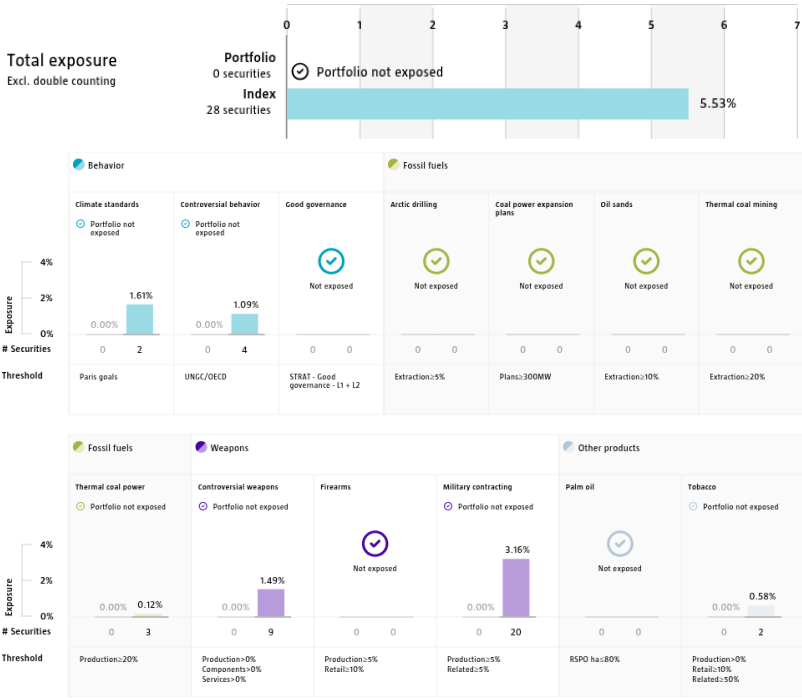 0 1 2 3 4 5 6 7
Total exposure
Excl. double counting
Portfolio
0 securities
Portfolio not exposed
Index
28 securities
5.53%
Behavior
Fossil fuels
Climate standards
Controversial behavior
Good governance
Arctic drilling
Coal power expansion
plans
Oil sands
Thermal coal mining
Portfolio not
exposed
Portfolio not
exposed
Not exposed
Not exposed
Not exposed
Not exposed
Not exposed
Exposure
4%
2%
0%
0.00% 1.61%
0.00% 1.09%
# Securities 0 2 0 4 0 0 0 0 0 0 0 0 0 0
Threshold
Paris goals
UNGC/OECD
STRAT - Good
governance - L1 + L2
Extraction≥5%
Plans≥300MW
Extraction≥10%
Extraction≥20%
Fossil fuels
Weapons
Other products
Thermal coal power
Controversial weapons
Firearms
Military contracting
Palm oil
Tobacco
Portfolio not exposed
Portfolio not exposed
Not exposed
Portfolio not exposed
Not exposed
Portfolio not exposed
Exposure
4%
2%
0%
0.00% 0.12%
0.00% 1.49%
0.00% 3.16%
0.00% 0.58%
# Securities 0 3 0 9 0 0 0 20 0 0 0 2
Threshold
Production≥20%
Production>0%
Components>0%
Services>0%
Production≥5%
Retail≥10%
Production≥5%
Related≥5%
RSPO ha≤80%
Production>0%
Retail≥10%
Related≥50%